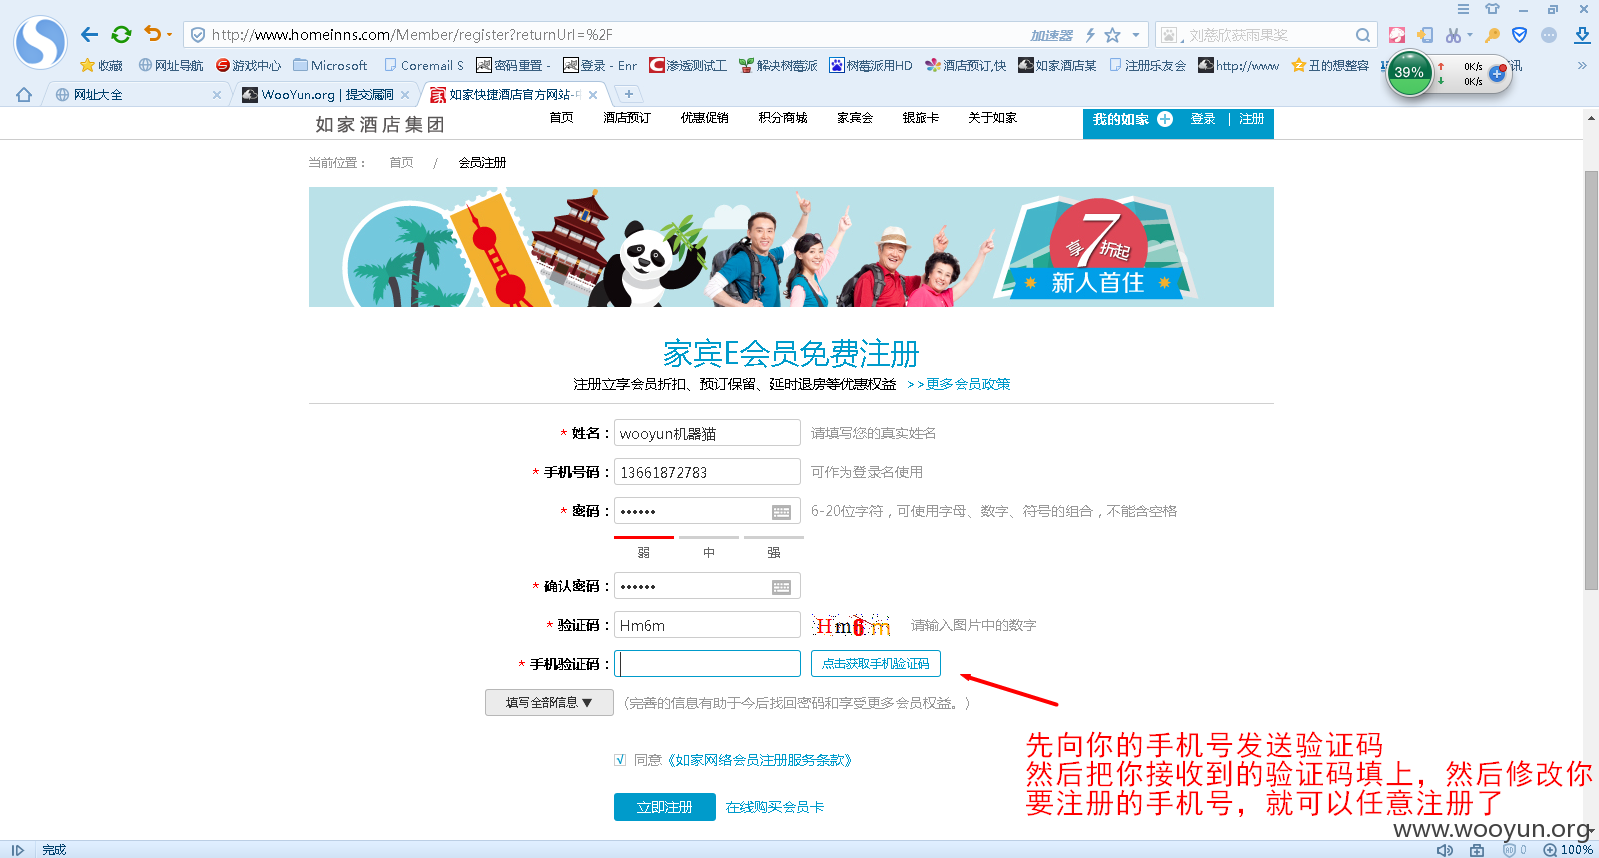 http://www.homeinns.com/Member/register?returnUrl=%2F
加速器
刘慈欣获雨果奖
收藏 网址导航 游戏中心 Microsoft Coremail S 密码重置 - 登录 - Enr 渗透测试工 解决树莓派 树莓派用HD 酒店预订,快 如家酒店某 注册乐友会 http://www 丑的想整容 讯
39%
0K/s
0K/s
网址大全
WooYun.org | 提交漏洞
如家快捷酒店官方网站-
如家酒店集团
首页 酒店预订 优惠促销 积分商城 家宾会 银旅卡 关于如家
我的如家 登录 | 注册
当前位置： 首页 / 会员注册
享7折起
新人首住
家宾E会员免费注册
注册立享会员折扣、预订保留、延时退房等优惠权益 >>更多会员政策
* 姓名： wooyun机器猫 请填写您的真实姓名
* 手机号码： 13661872783 可作为登录名使用
* 密码： •••••• 6-20位字符，可使用字母、数字、符号的组合，不能含空格
弱 中 强
* 确认密码： ••••••
* 验证码： Hm6m Hm6m 请输入图片中的数字
* 手机验证码： 点击获取手机验证码
填写全部信息▼ （完善的信息有助于今后找回密码和享受更多会员权益。）
同意《如家网络会员注册服务条款》
立即注册 在线购买会员卡
先向你的手机号发送验证码
然后把你接收到的验证码填上，然后修改你
要注册的手机号，就可以任意注册了
www.wooyun.org
完成
0
100%